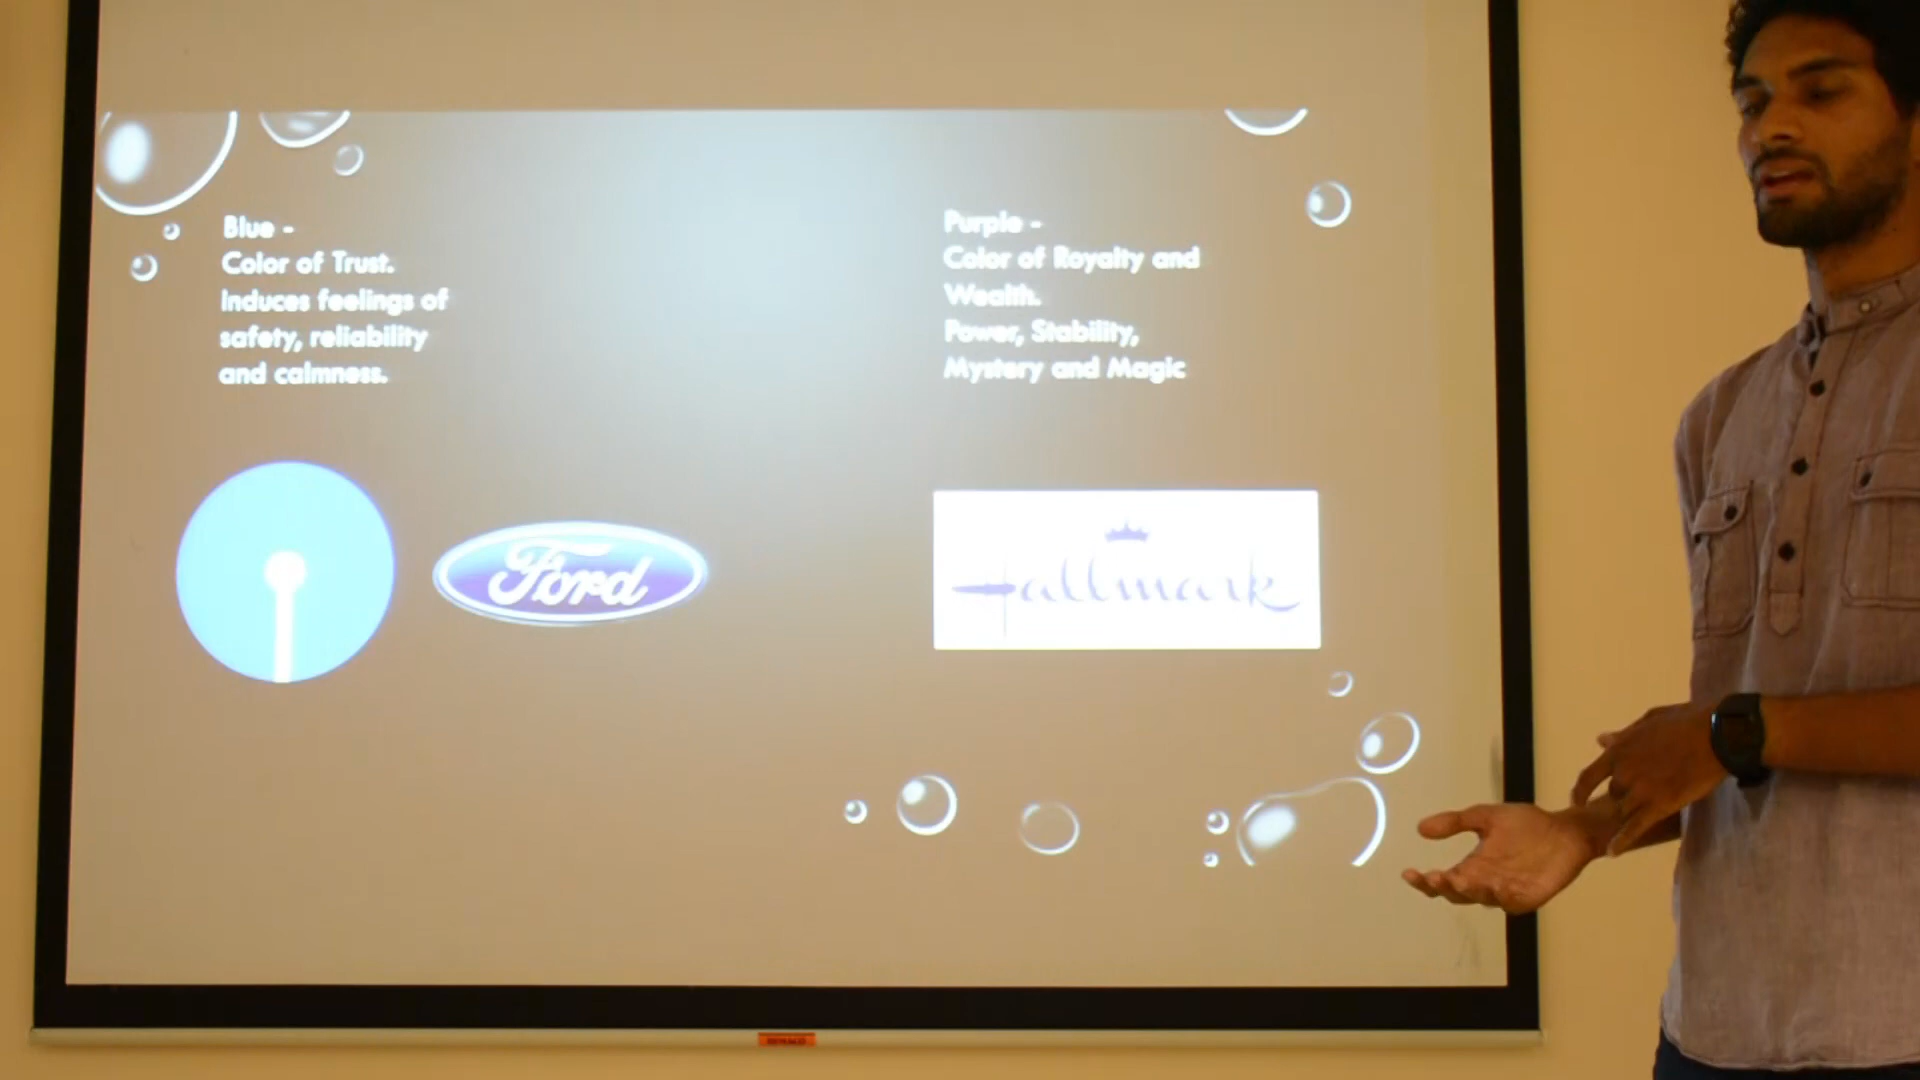 Blue -
Color of Trust.
Induces feelings of
safety, reliability
and calmness.
Purple -
Color of Royalty and
Wealth.
Power, Stability,
Mystery and Magic
Ford
Hallmark